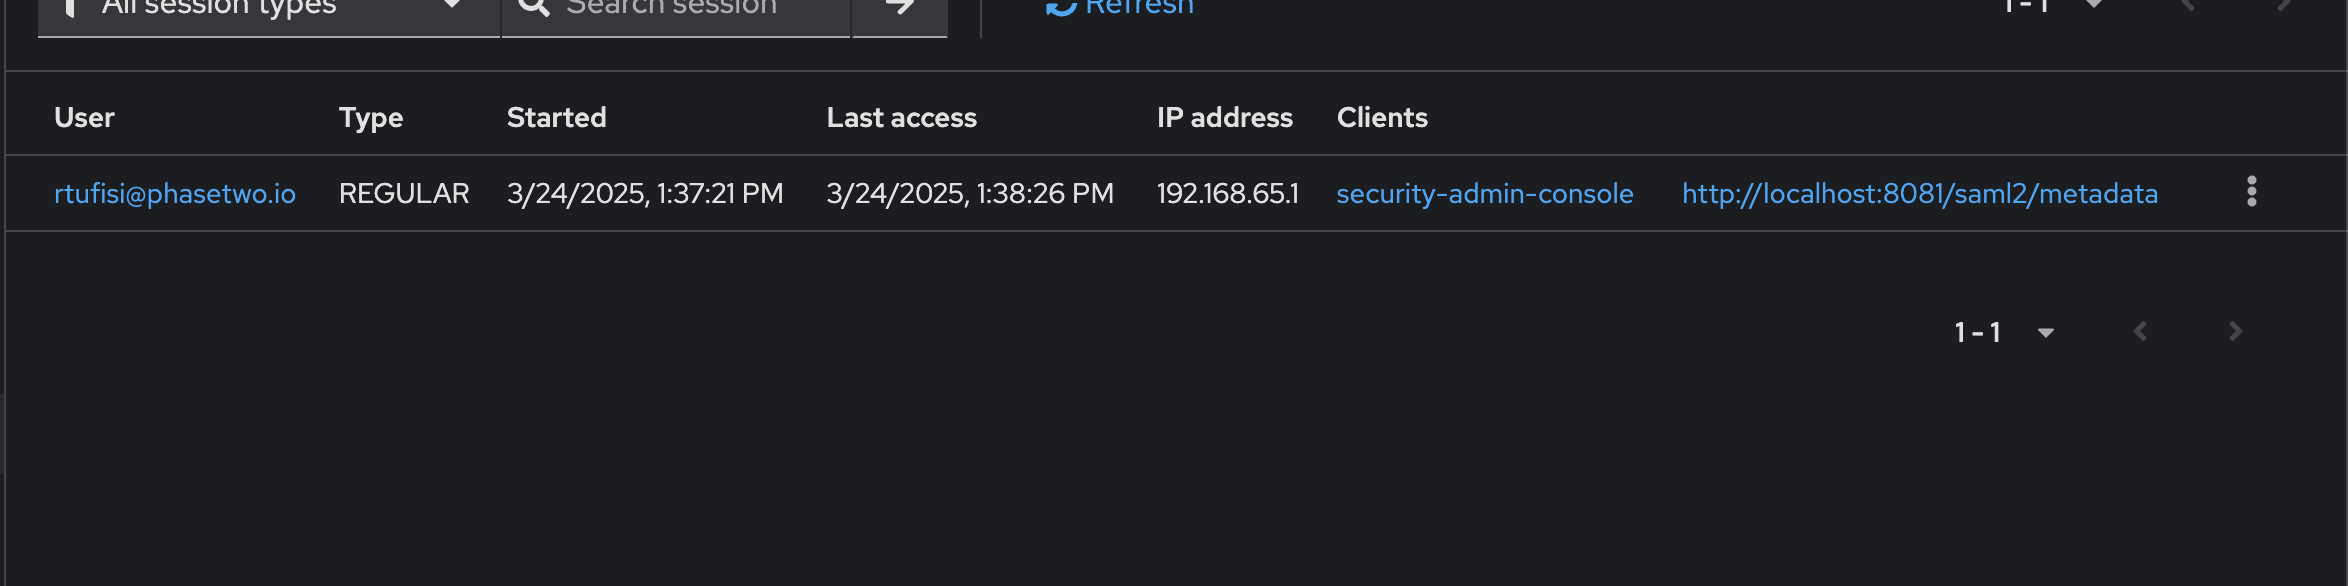 All session types Search session Refresh 1 - 1
User Type Started Last access IP address Clients
rtufisi@phasetwo.io REGULAR 3/24/2025, 1:37:21 PM 3/24/2025, 1:38:26 PM 192.168.65.1 security-admin-console http://localhost:8081/saml2/metadata
1 - 1